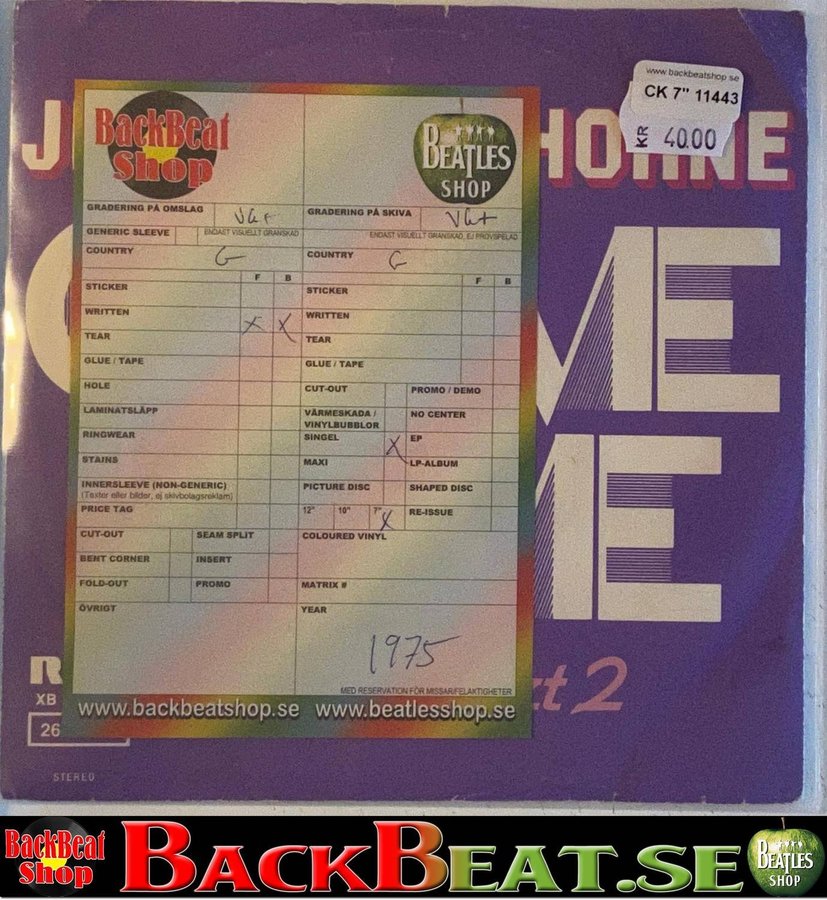 www.backbeatshop.se
CK 7" 11443
KR 40.00
J HORNE
ME
ME
rt 2
R
XB
26
STEREO
BackBeat
Shop
BEATLES
SHOP
GRADERING PÅ OMSLAG VG+
GENERIC SLEEVE ENDAST VISUELLT GRANSKAD
COUNTRY G
F B
STICKER
WRITTEN X X
TEAR
GLUE / TAPE
HOLE
LAMINATSLÄPP
RINGWEAR
STAINS
INNERSLEEVE (NON-GENERIC)
(Texter eller bilder, ej skivbolagsreklam)
PRICE TAG
CUT-OUT SEAM SPLIT
BENT CORNER INSERT
FOLD-OUT PROMO
ÖVRIGT
GRADERING PÅ SKIVA VG+
ENDAST VISUELLT GRANSKAD, EJ PROVSPELAD
COUNTRY G
F B
STICKER
WRITTEN
TEAR
GLUE / TAPE
CUT-OUT PROMO / DEMO
VÄRMESKADA / NO CENTER
VINYLBUBBLOR
SINGEL X EP
MAXI LP-ALBUM
PICTURE DISC SHAPED DISC
12" 10" 7" X RE-ISSUE
COLOURED VINYL
MATRIX #
YEAR
1975
MED RESERVATION FÖR MISSAR/FELAKTIGHETER
www.backbeatshop.se www.beatlesshop.se
BackBeat
Shop
BACKBEAT.SE
BEATLES
SHOP